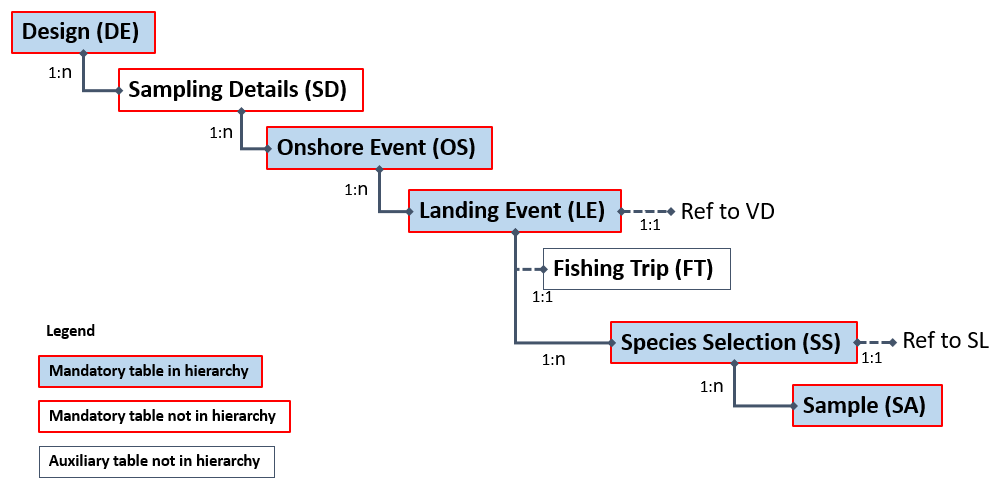 Design (DE)
1:n
Sampling Details (SD)
1:n
Onshore Event (OS)
1:n
Landing Event (LE)
1:1
Ref to VD
Fishing Trip (FT)
1:1
1:n
Species Selection (SS)
1:1
Ref to SL
1:n
Sample (SA)
Legend
Mandatory table in hierarchy
Mandatory table not in hierarchy
Auxiliary table not in hierarchy